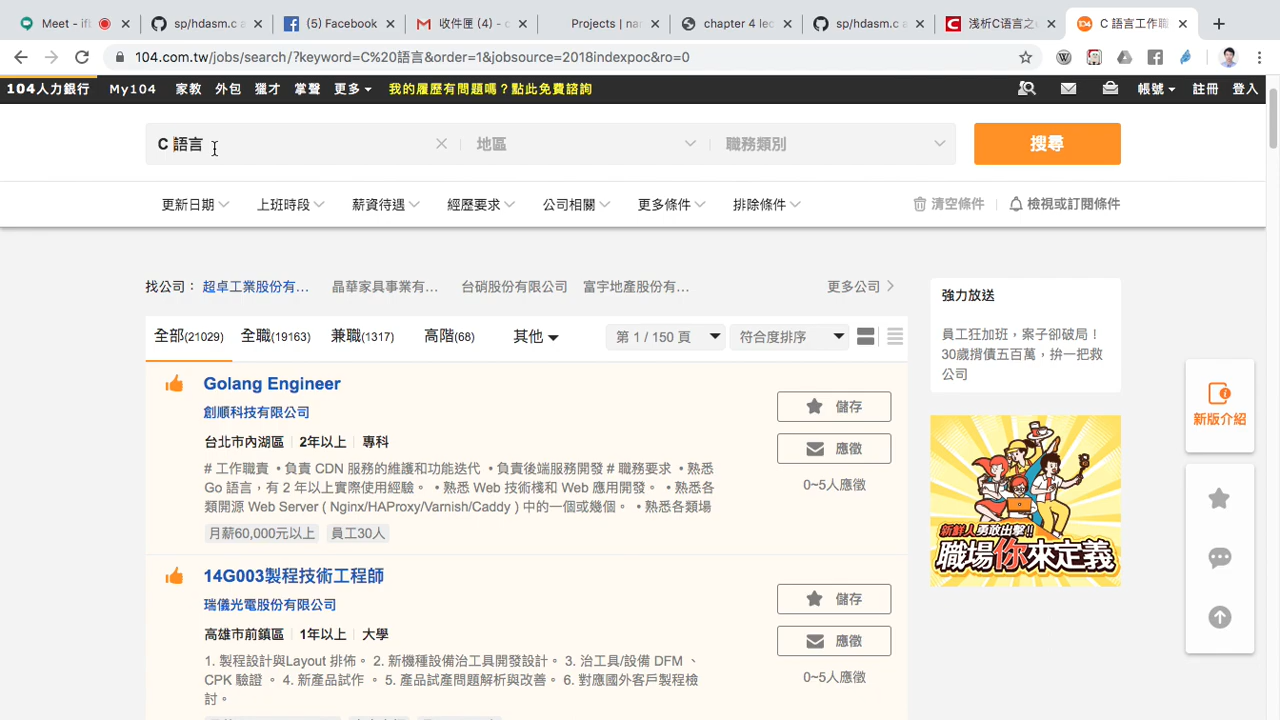 Meet - ifl
sp/hdasm.c a
(5) Facebook
收件匣 (4) - c
Projects | nar
chapter 4 lec
sp/hdasm.c a
浅析C语言之
C 語言工作職
104.com.tw/jobs/search/?keyword=C%20語言&order=1&jobsource=2018indexpoc&ro=0
104人力銀行 My104 家教 外包 獵才 掌聲 更多 我的履歷有問題嗎？點此免費諮詢 帳號 註冊 登入
C 語言 地區 職務類別 搜尋
更新日期 上班時段 薪資待遇 經歷要求 公司相關 更多條件 排除條件 清空條件 檢視或訂閱條件
找公司： 超卓工業股份有... 晶華家具事業有... 台硝股份有限公司 富宇地產股份有... 更多公司
全部(21029) 全職(19163) 兼職(1317) 高階(68) 其他 第 1 / 150 頁 符合度排序
Golang Engineer
創順科技有限公司
台北市內湖區 2年以上 專科
# 工作職責 •負責 CDN 服務的維護和功能迭代 •負責後端服務開發 # 職務要求 •熟悉
Go 語言，有 2 年以上實際使用經驗。 •熟悉 Web 技術棧和 Web 應用開發。 •熟悉各
類開源 Web Server ( Nginx/HAProxy/Varnish/Caddy ) 中的一個或幾個。 •熟悉各類場
月薪60,000元以上 員工30人
儲存
應徵
0~5人應徵
14G003製程技術工程師
瑞儀光電股份有限公司
高雄市前鎮區 1年以上 大學
1. 製程設計與Layout 排佈。 2. 新機種設備治工具開發設計。 3. 治工具/設備 DFM 、
CPK 驗證 。 4. 新產品試作 。 5. 產品試產問題解析與改善。 6. 對應國外客戶製程檢
討。
儲存
應徵
0~5人應徵
強力放送
員工狂加班，案子卻破局！
30歲揹債五百萬，拚一把救
公司
新鮮人勇敢出擊!!
職場你來定義
新版介紹